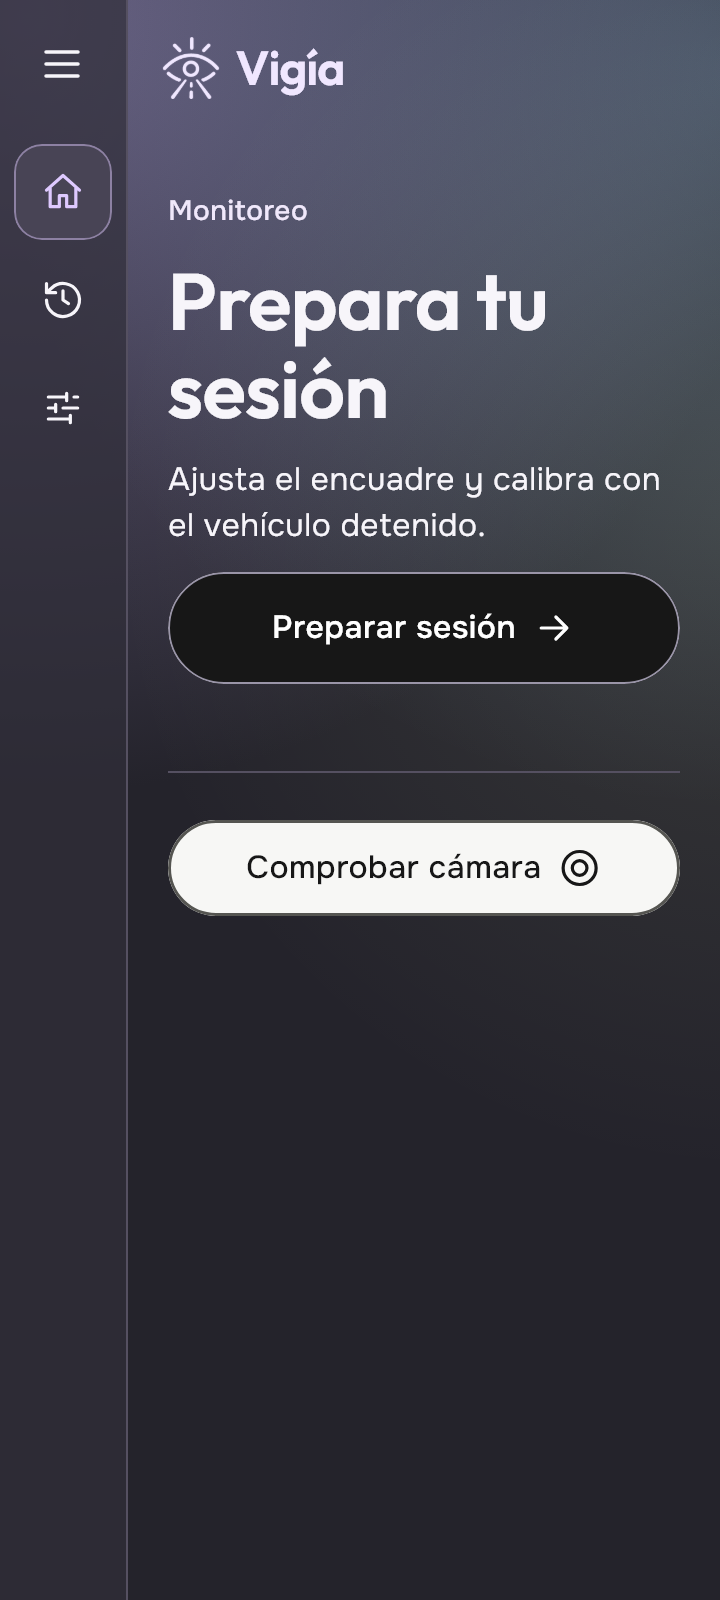 Vigía
Monitoreo
Prepara tu
sesión
Ajusta el encuadre y calibra con
el vehículo detenido.
Preparar sesión
Comprobar cámara